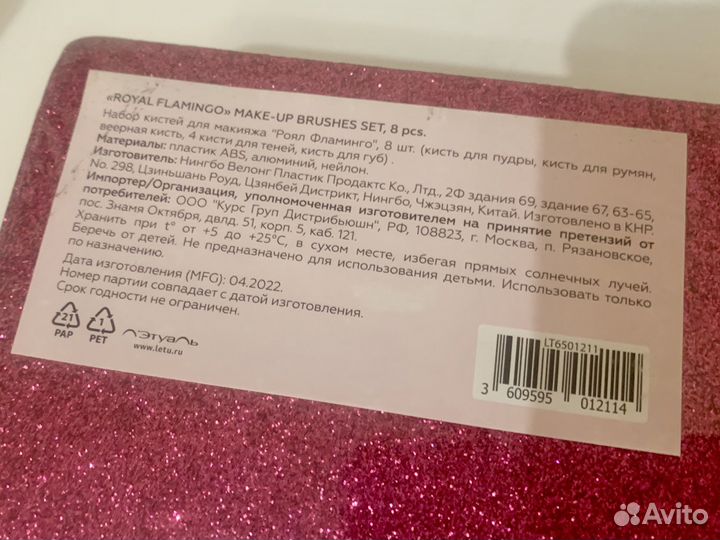 «ROYAL FLAMINGO» MAKE-UP BRUSHES SET, 8 pcs.
Набор кистей для макияжа "Роял Фламинго", 8 шт. (кисть для пудры, кисть для румян,
веерная кисть, 4 кисти для теней, кисть для губ) .
Материалы: пластик ABS, алюминий, нейлон.
Изготовитель: Нингбо Велонг Пластик Продактс Ко., Лтд., 2Ф здания 69, здание 67, 63-65,
No. 298, Цзиньшань Роуд, Цзянбей Дистрикт, Нингбо, Чжэцзян, Китай. Изготовлено в КНР.
Импортер/Организация, уполномоченная изготовителем на принятие претензий от
потребителей: ООО "Курс Груп Дистрибьюшн", РФ, 108823, г. Москва, п. Рязановское,
пос. Знамя Октября, двлд. 51, корп. 5, каб. 121.
Хранить при t° от +5 до +25°C, в сухом месте, избегая прямых солнечных лучей.
Беречь от детей. Не предназначено для использования детьми. Использовать только
по назначению.
Дата изготовления (MFG): 04.2022.
Номер партии совпадает с датой изготовления.
Срок годности не ограничен.
21 PAP
1 PET
Л'ЭТУАЛЬ
www.letu.ru
LT6501211
3 609595 012114
Avito